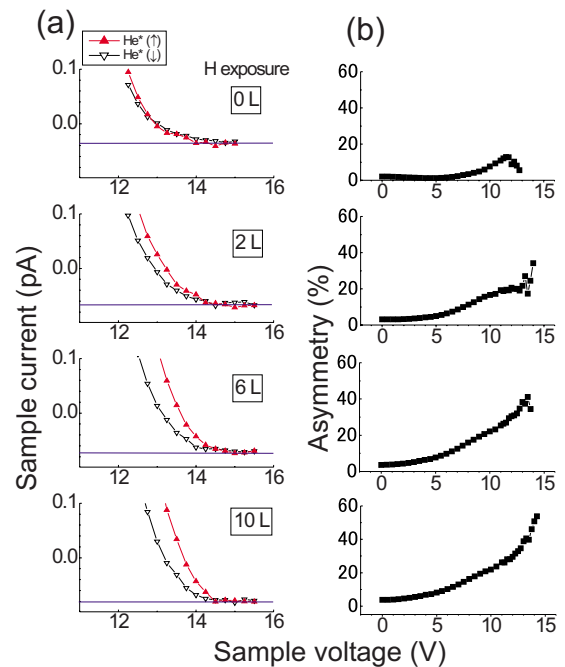 (a)
(b)
He* (↑)
He* (↓)
H exposure
0 L
0.1
0.0
12 14 16
60
40
20
0
0 5 10 15
2 L
0.1
0.0
12 14 16
60
40
20
0
0 5 10 15
6 L
0.1
0.0
12 14 16
60
40
20
0
0 5 10 15
10 L
0.1
0.0
12 14 16
60
40
20
0
0 5 10 15
Sample current (pA)
Asymmetry (%)
Sample voltage (V)